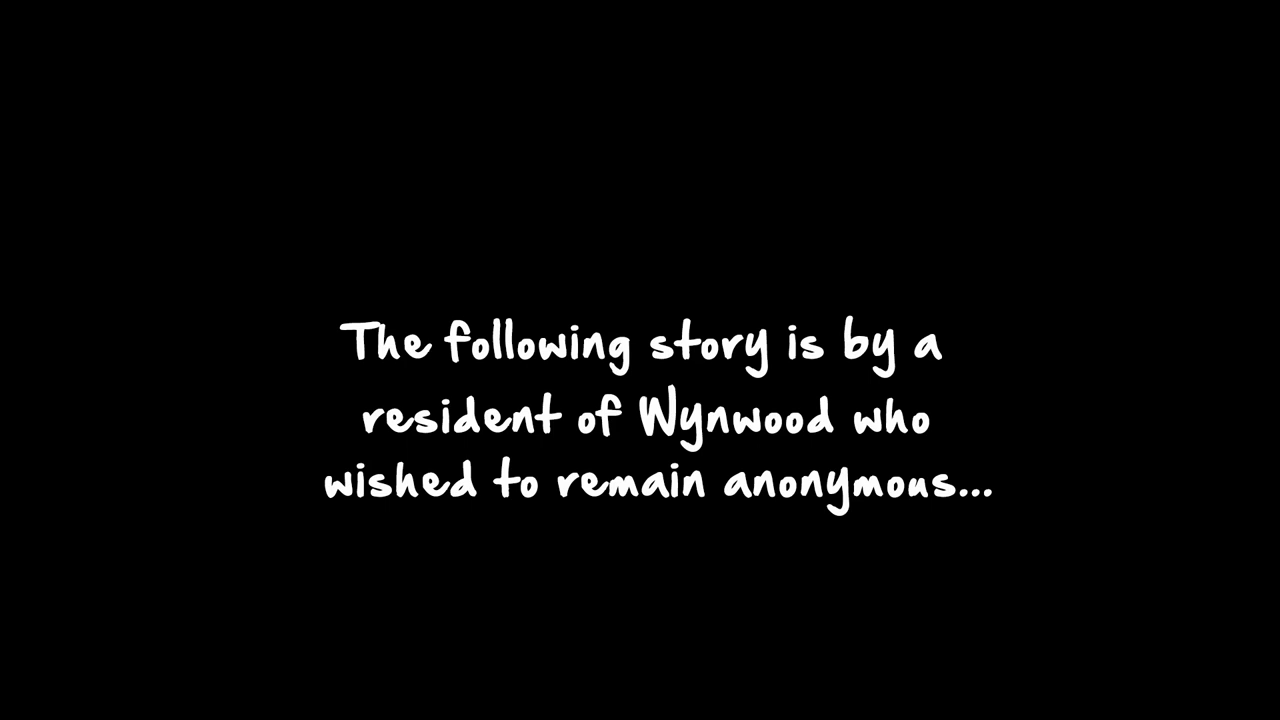 The following story is by a
resident of Wynwood who
wished to remain anonymous...